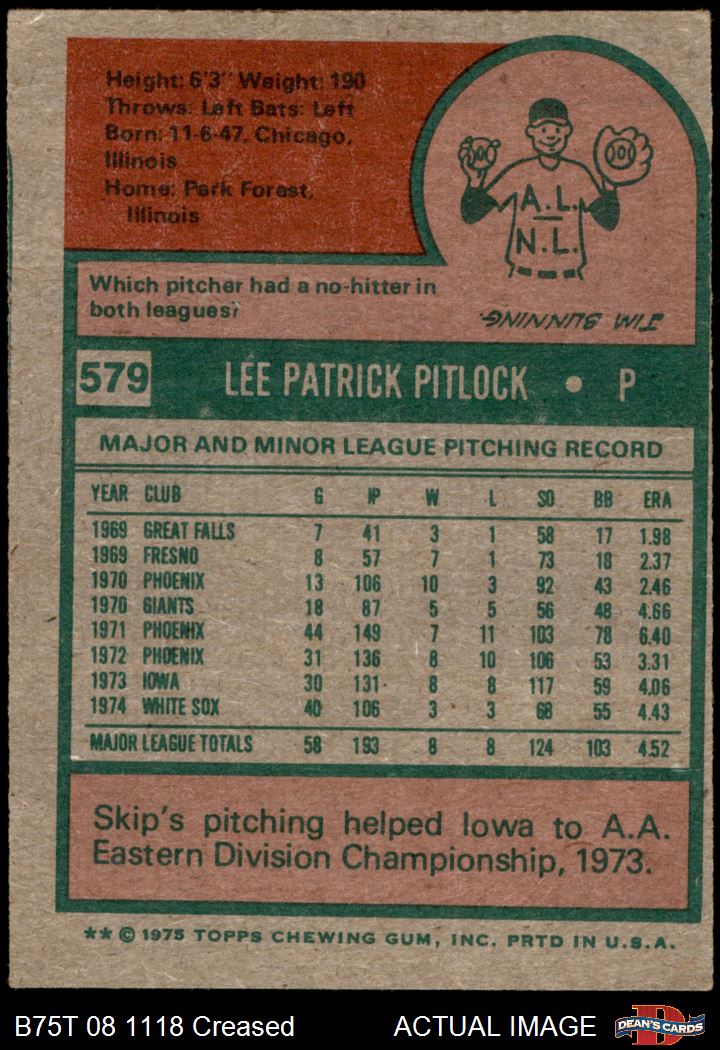 Height: 6'3" Weight: 190
Throws: Left Bats: Left
Born: 11-6-47, Chicago,
Illinois
Home: Park Forest,
Illinois
A.L.
N.L.
Which pitcher had a no-hitter in
both leagues?
JIM BUNNING.
579 LEE PATRICK PITLOCK • P
MAJOR AND MINOR LEAGUE PITCHING RECORD
YEAR CLUB G IP W L SO BB ERA
1969 GREAT FALLS 7 41 3 1 58 17 1.98
1969 FRESNO 8 57 7 1 73 18 2.37
1970 PHOENIX 13 106 10 3 92 43 2.46
1970 GIANTS 18 87 5 5 56 48 4.66
1971 PHOENIX 44 149 7 11 103 78 6.40
1972 PHOENIX 31 136 8 10 106 53 3.31
1973 IOWA 30 131 8 8 117 59 4.06
1974 WHITE SOX 40 106 3 3 68 55 4.43
MAJOR LEAGUE TOTALS 58 193 8 8 124 103 4.52
Skip's pitching helped Iowa to A.A.
Eastern Division Championship, 1973.
** © 1975 TOPPS CHEWING GUM, INC. PRTD IN U.S.A.
B75T 08 1118 Creased ACTUAL IMAGE DEAN'S CARDS